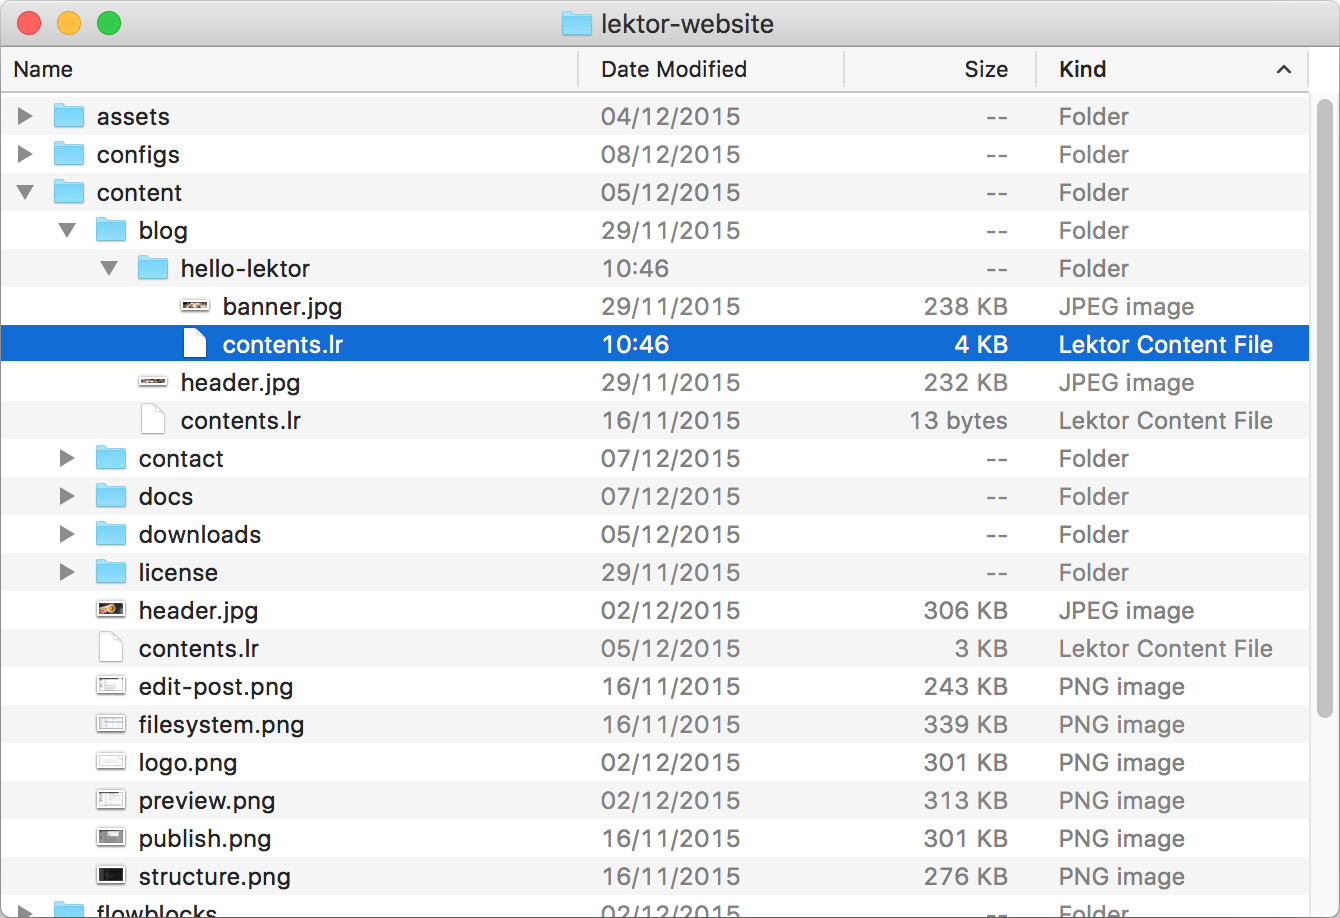 lektor-website
Name Date Modified Size Kind
assets 04/12/2015 -- Folder
configs 08/12/2015 -- Folder
content 05/12/2015 -- Folder
blog 29/11/2015 -- Folder
hello-lektor 10:46 -- Folder
banner.jpg 29/11/2015 238 KB JPEG image
contents.lr 10:46 4 KB Lektor Content File
header.jpg 29/11/2015 232 KB JPEG image
contents.lr 16/11/2015 13 bytes Lektor Content File
contact 07/12/2015 -- Folder
docs 07/12/2015 -- Folder
downloads 05/12/2015 -- Folder
license 29/11/2015 -- Folder
header.jpg 02/12/2015 306 KB JPEG image
contents.lr 05/12/2015 3 KB Lektor Content File
edit-post.png 16/11/2015 243 KB PNG image
filesystem.png 16/11/2015 339 KB PNG image
logo.png 02/12/2015 301 KB PNG image
preview.png 02/12/2015 313 KB PNG image
publish.png 16/11/2015 301 KB PNG image
structure.png 16/11/2015 276 KB PNG image
flowblocks 02/12/2015 -- Folder